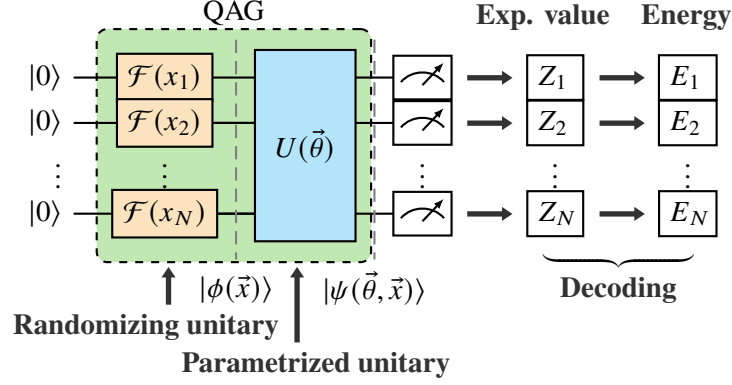 QAG Exp. value Energy
|0⟩ ℱ(x₁) Z₁ E₁
|0⟩ ℱ(x₂) Z₂ E₂
U(θ⃗)
⋮ ⋮ ⋮ ⋮ ⋮
|0⟩ ℱ(x_N) Z_N E_N
|ϕ(x⃗)⟩ |ψ(θ⃗, x⃗)⟩ Decoding
Randomizing unitary
Parametrized unitary